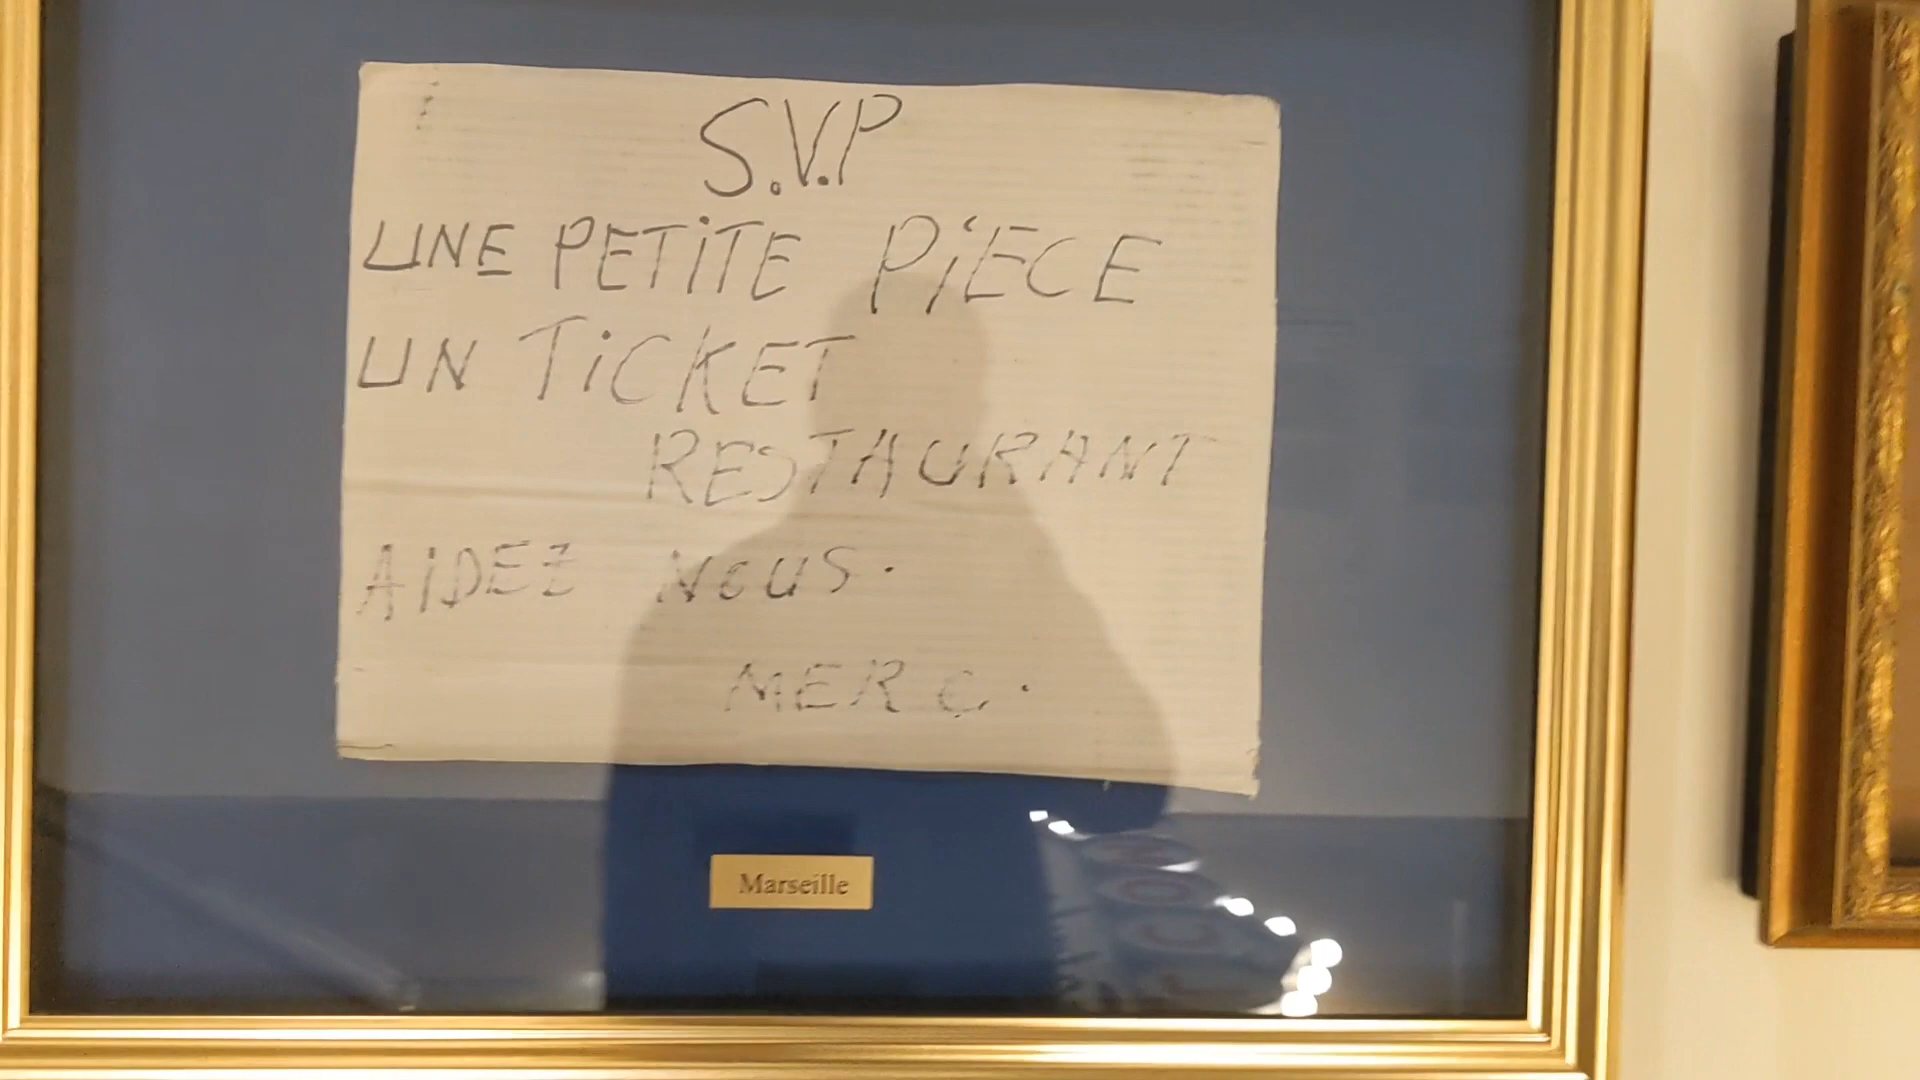 S.V.P
UNE PETiTE PiECE
UN TiCKET
RESTAURANT
AiDEZ NOUS.
MERC.
Marseille